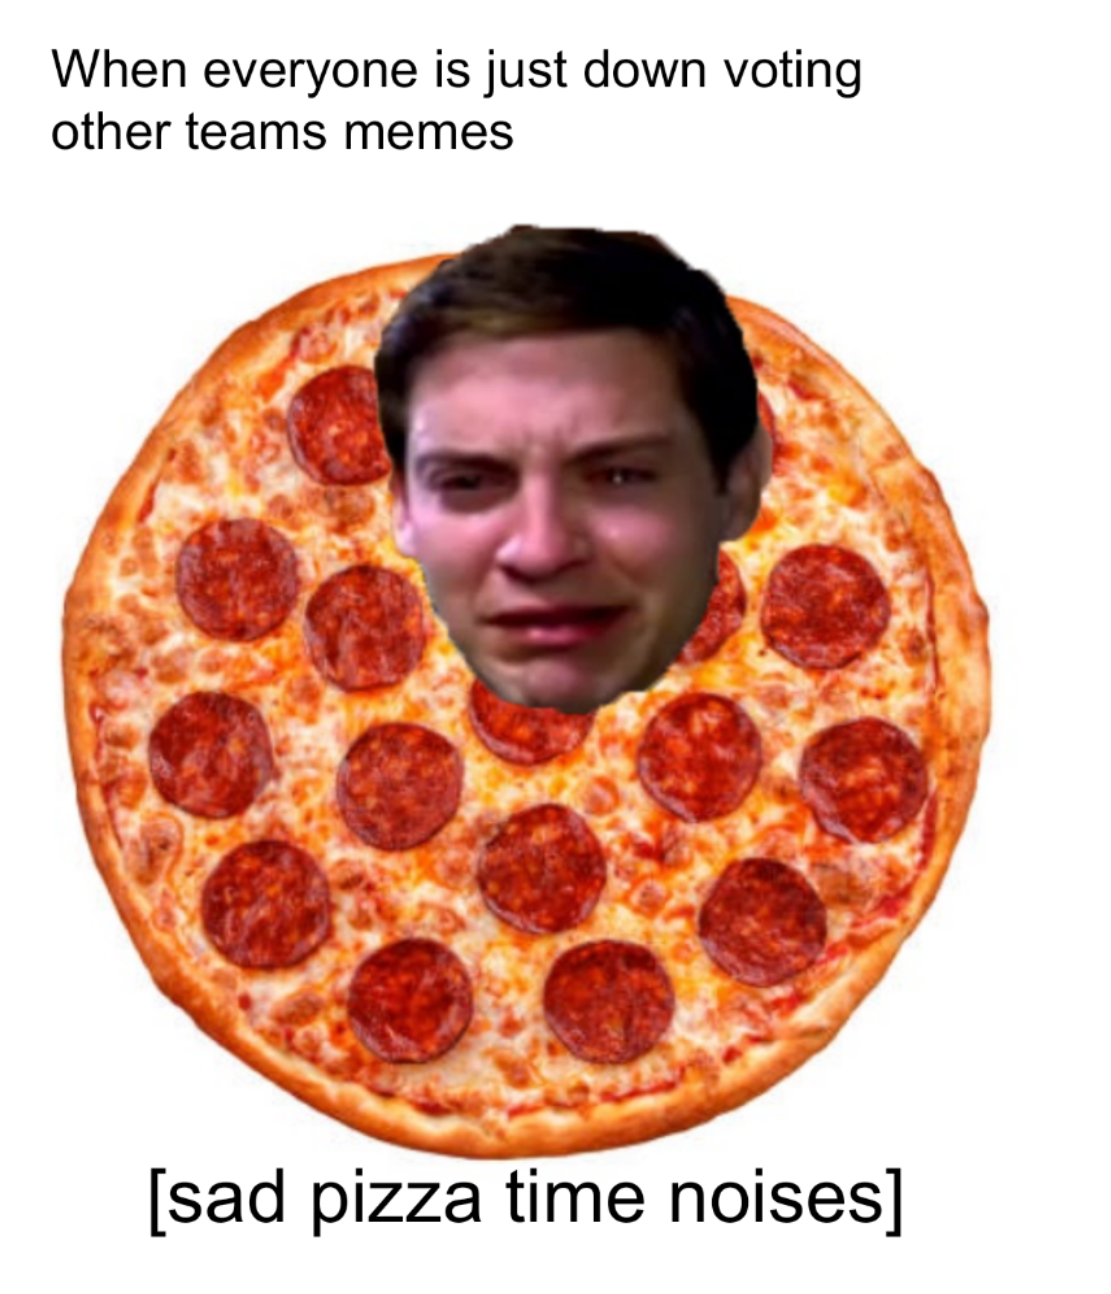 When everyone is just down voting
other teams memes
[sad pizza time noises]